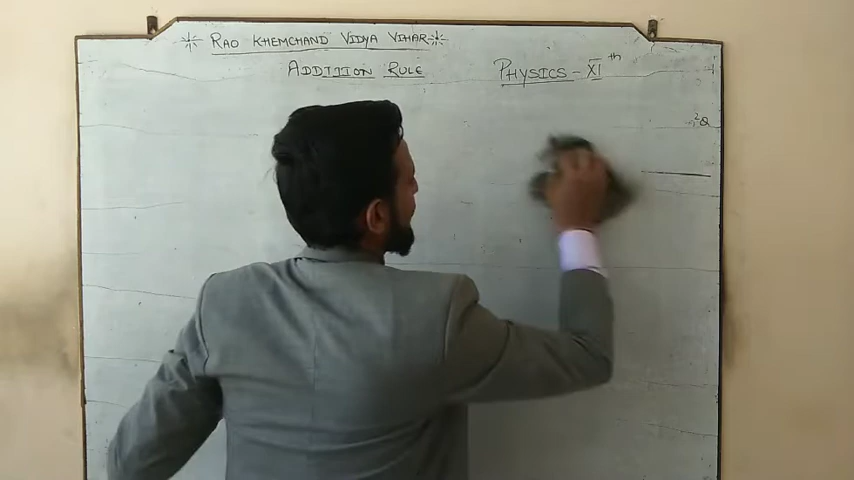 RAO KHEMCHAND VIDYA VIHAR
ADDITION RULE
PHYSICS - XI th